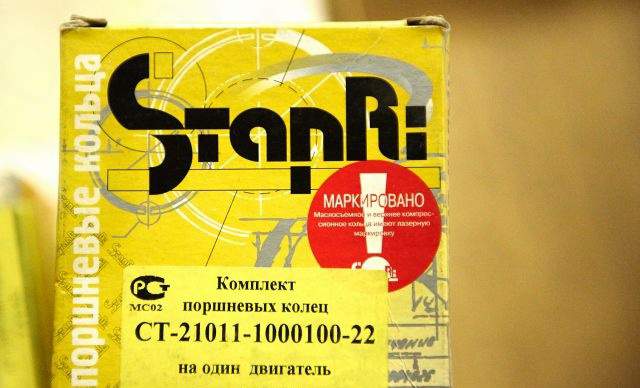 StapRi
поршневые кольца
МАРКИРОВАНО
Маслосъемное и верхнее компрес-
сионное кольца имеют лазерную
маркировку
StapRi
РСТ
МС02
Комплект
поршневых колец
СТ-21011-1000100-22
на один двигатель